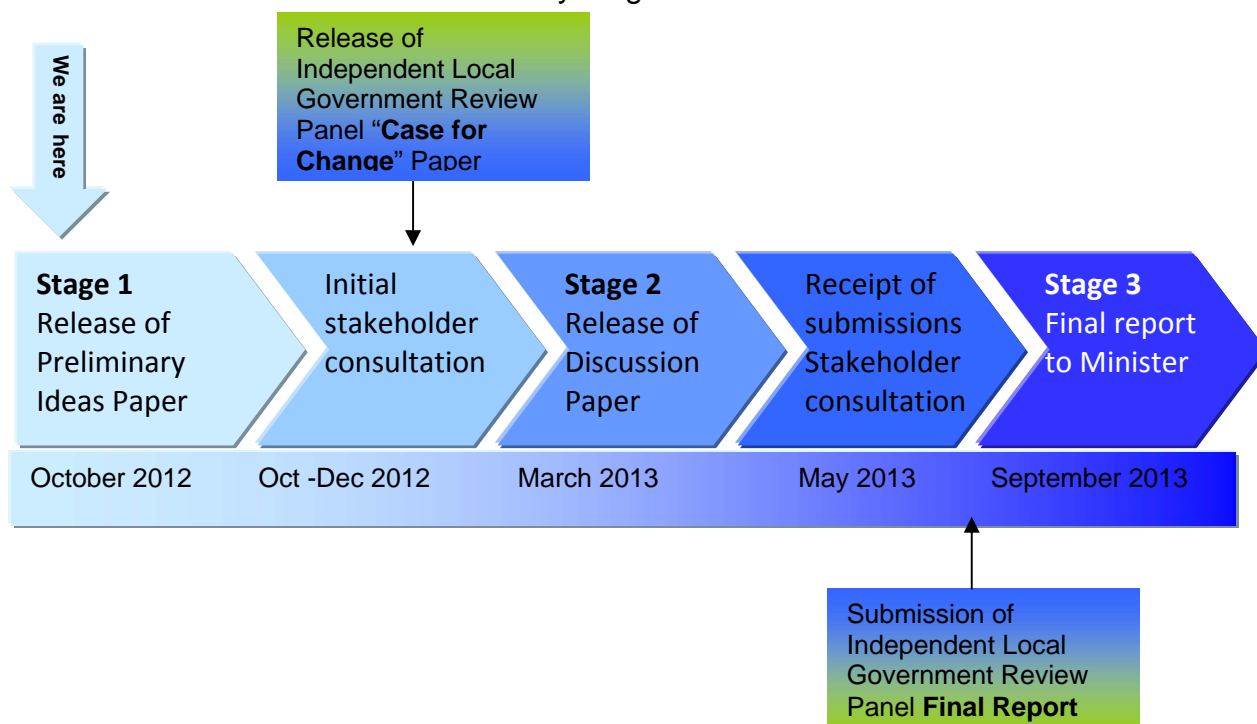 Release of
Independent Local
Government Review
Panel “Case for
Change” Paper
We are here
Stage 1
Release of
Preliminary
Ideas Paper
Initial
stakeholder
consultation
Stage 2
Release of
Discussion
Paper
Receipt of
submissions
Stakeholder
consultation
Stage 3
Final report
to Minister
October 2012
Oct -Dec 2012
March 2013
May 2013
September 2013
Submission of
Independent Local
Government Review
Panel Final Report